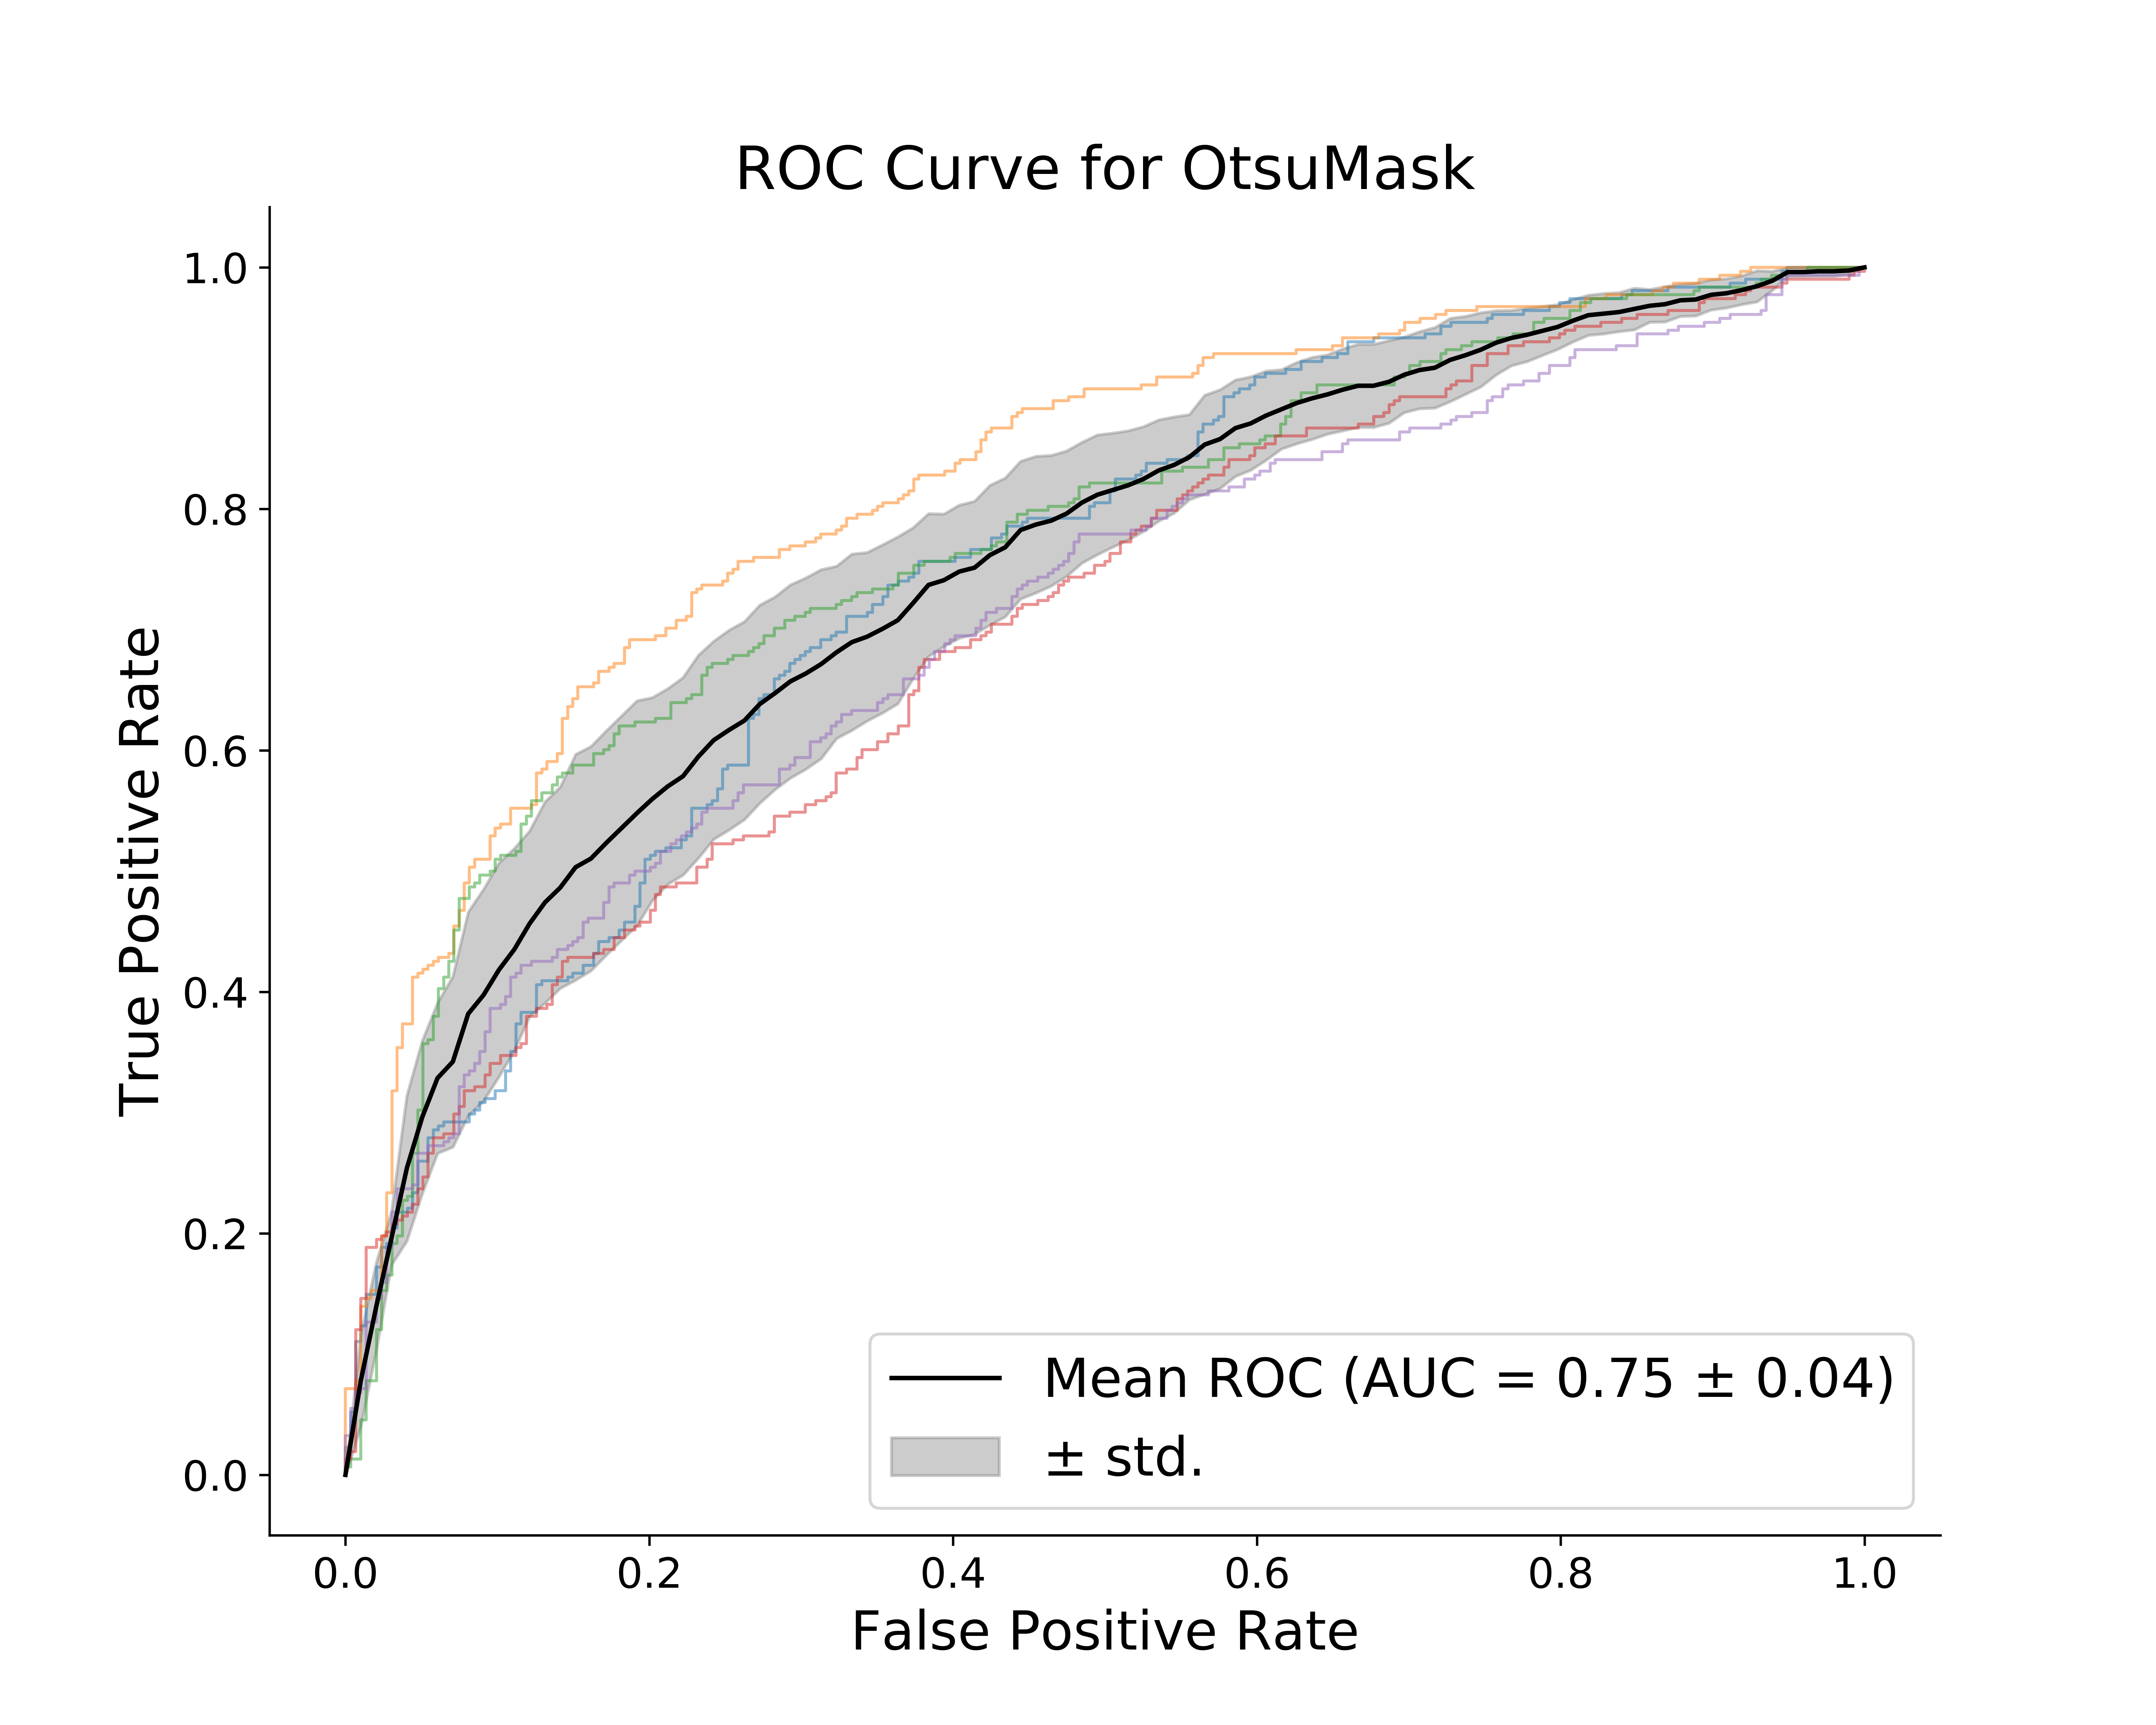 ROC Curve for OtsuMask
True Positive Rate
1.0
0.8
0.6
0.4
0.2
0.0
Mean ROC (AUC = 0.75 ± 0.04)
± std.
0.0 0.2 0.4 0.6 0.8 1.0
False Positive Rate